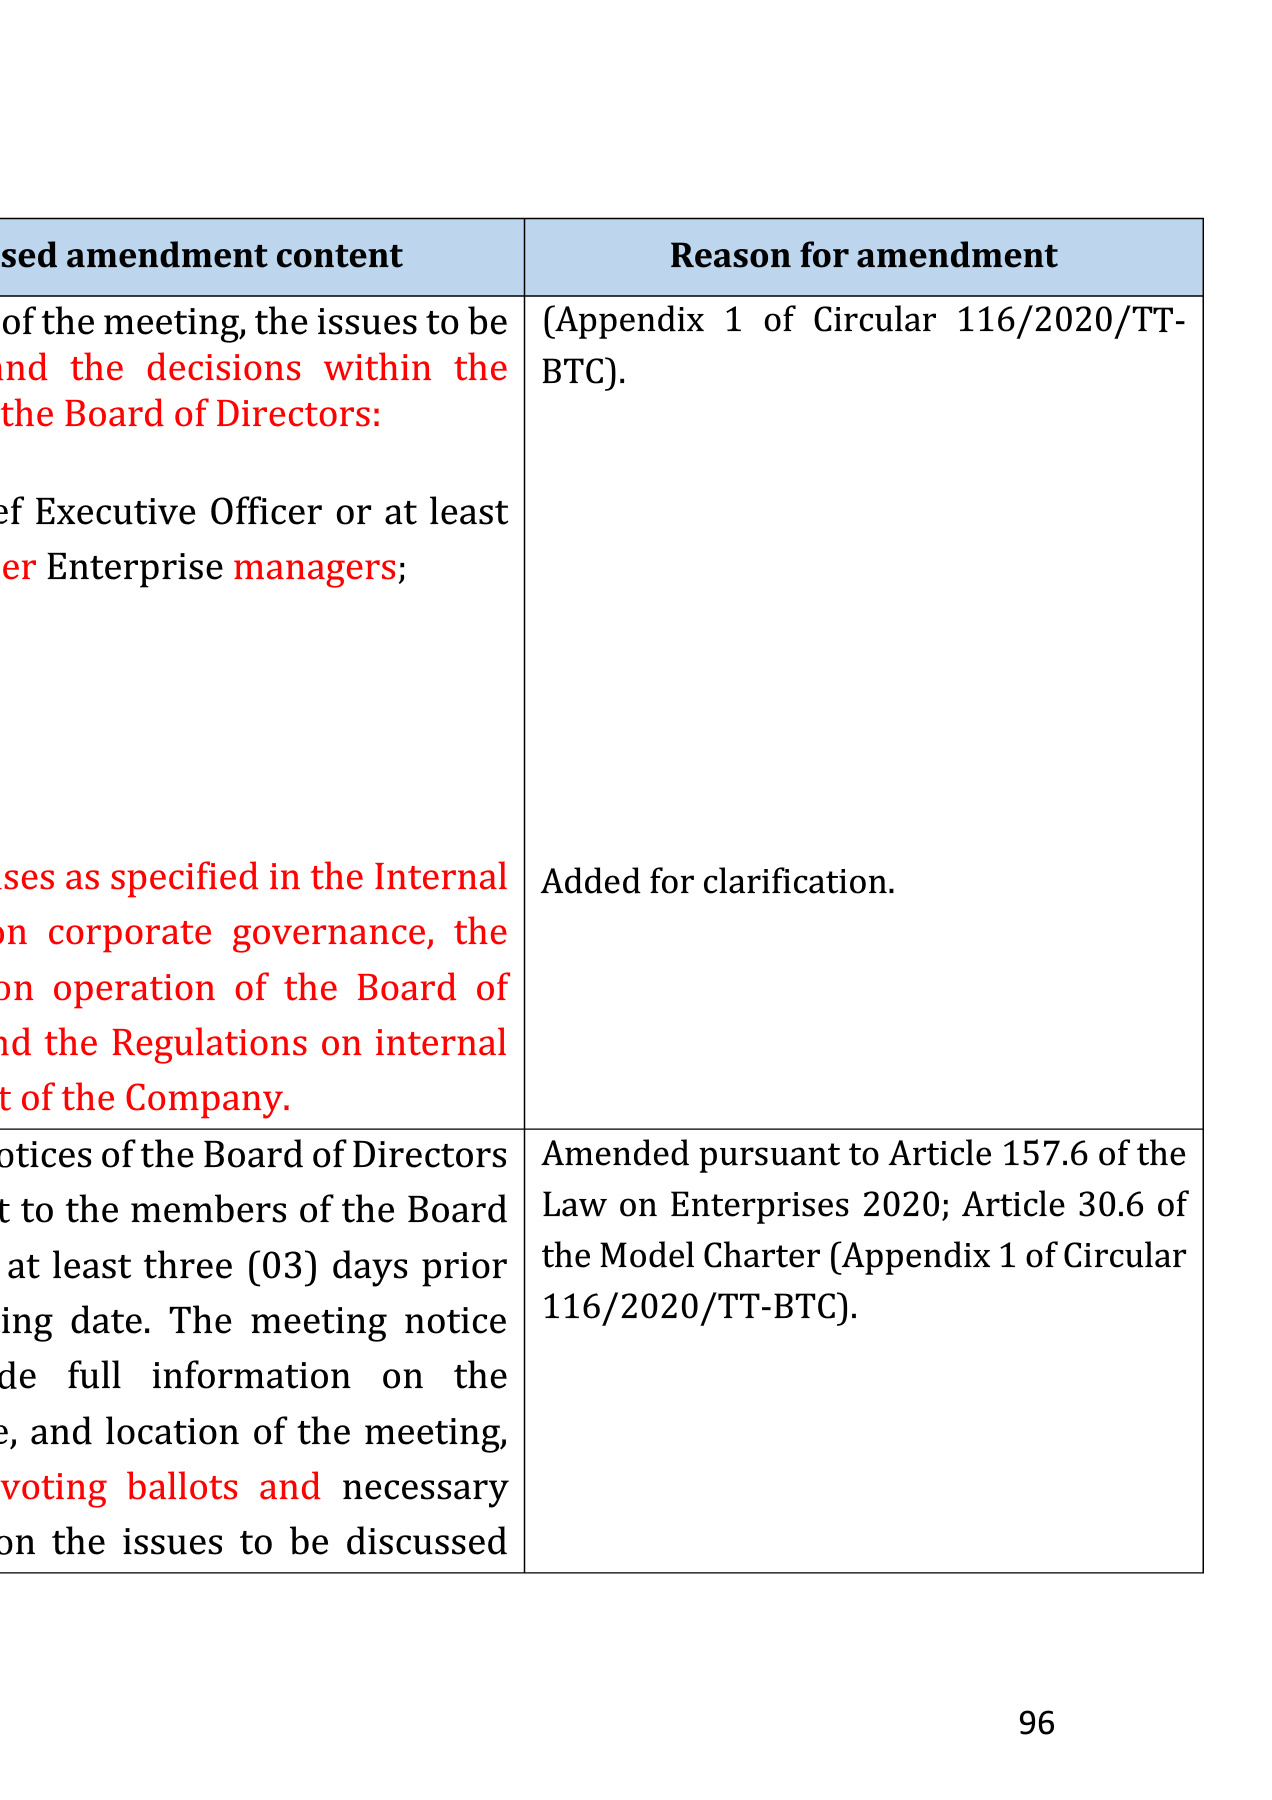 sed amendment content
Reason for amendment
of the meeting, the issues to be
and the decisions within the
the Board of Directors:
ef Executive Officer or at least
er Enterprise managers;
(Appendix 1 of Circular 116/2020/TT-
BTC).
ses as specified in the Internal
on corporate governance, the
on operation of the Board of
nd the Regulations on internal
t of the Company.
Added for clarification.
otices of the Board of Directors
t to the members of the Board
at least three (03) days prior
ing date. The meeting notice
de full information on the
e, and location of the meeting,
voting ballots and necessary
on the issues to be discussed
Amended pursuant to Article 157.6 of the
Law on Enterprises 2020; Article 30.6 of
the Model Charter (Appendix 1 of Circular
116/2020/TT-BTC).
96